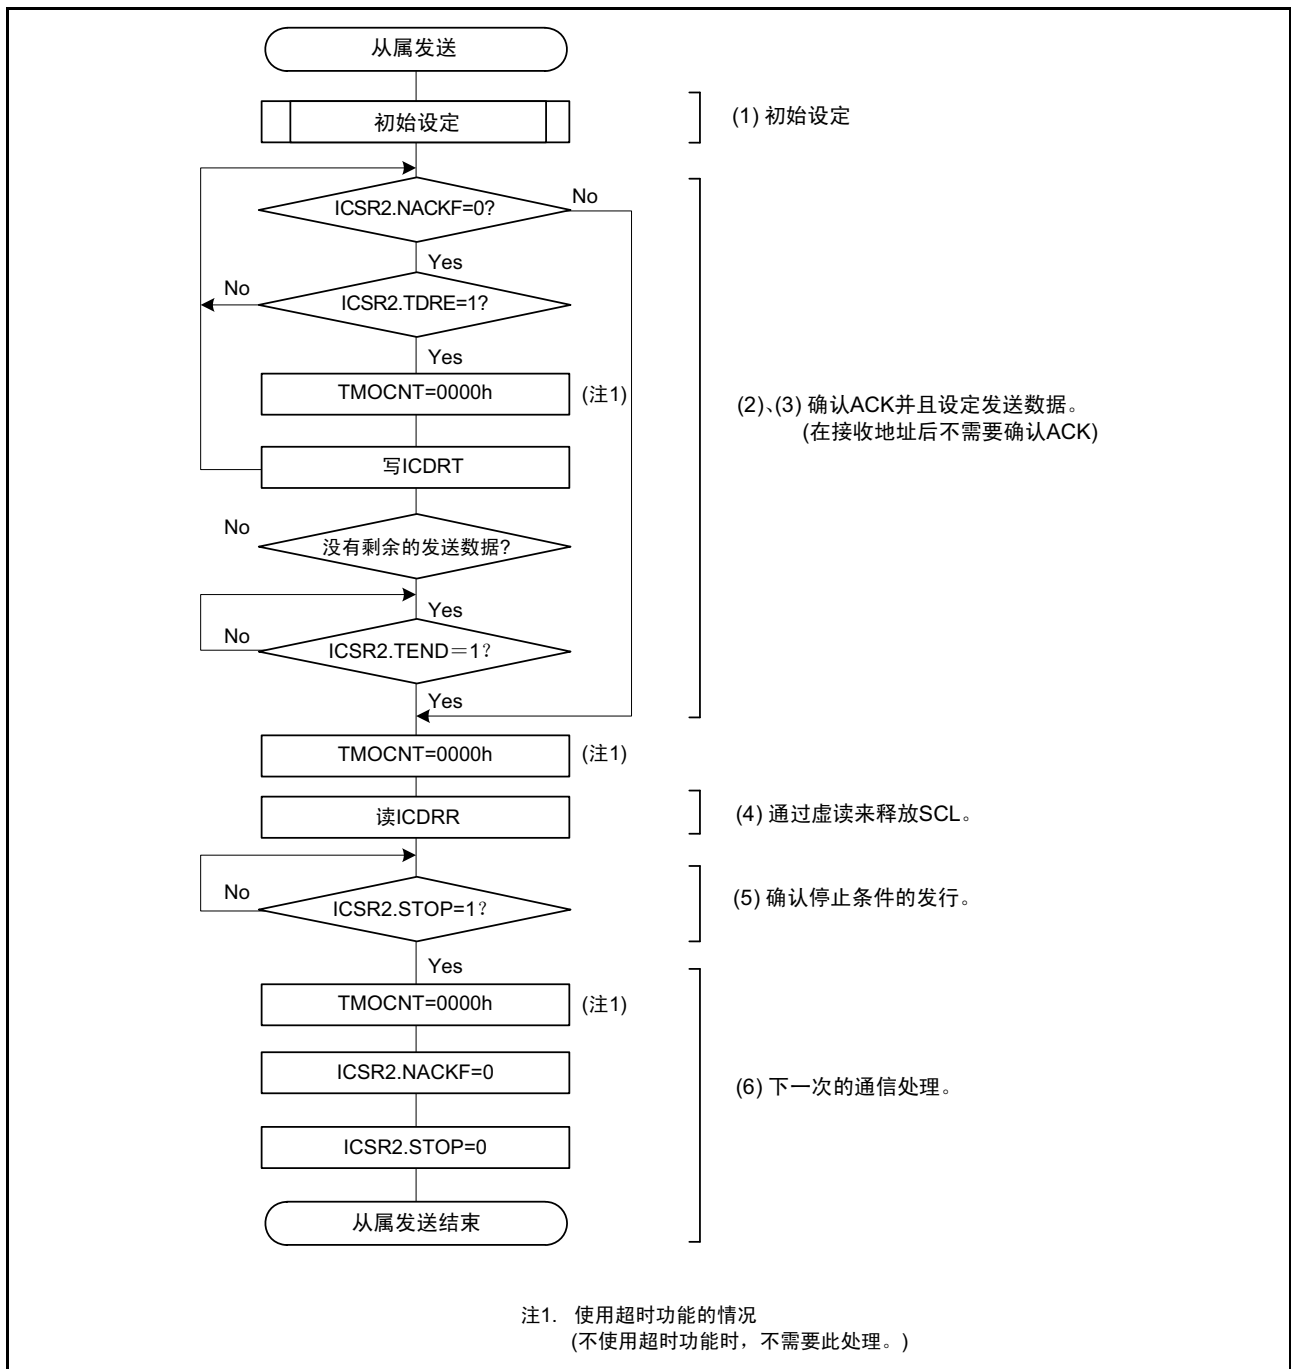 从属发送
初始设定
(1) 初始设定
ICSR2.NACKF=0?
No
Yes
No
ICSR2.TDRE=1?
Yes
TMOCNT=0000h
(注1)
(2)、(3) 确认ACK并且设定发送数据。
(在接收地址后不需要确认ACK)
写ICDRT
No
没有剩余的发送数据?
Yes
No
ICSR2.TEND＝1？
Yes
TMOCNT=0000h
(注1)
读ICDRR
(4) 通过虚读来释放SCL。
No
ICSR2.STOP=1？
(5) 确认停止条件的发行。
Yes
TMOCNT=0000h
(注1)
ICSR2.NACKF=0
(6) 下一次的通信处理。
ICSR2.STOP=0
从属发送结束
注1. 使用超时功能的情况
(不使用超时功能时，不需要此处理。)